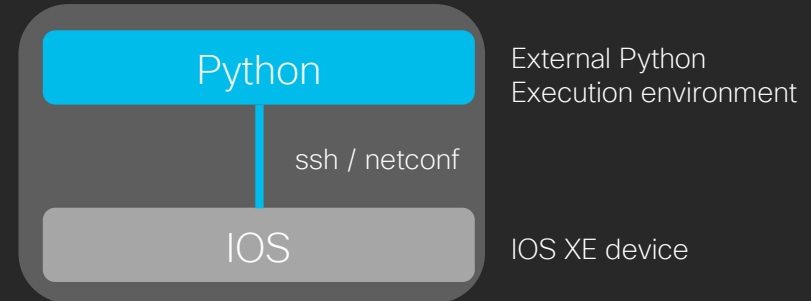 Python
External Python
Execution environment
ssh / netconf
IOS
IOS XE device